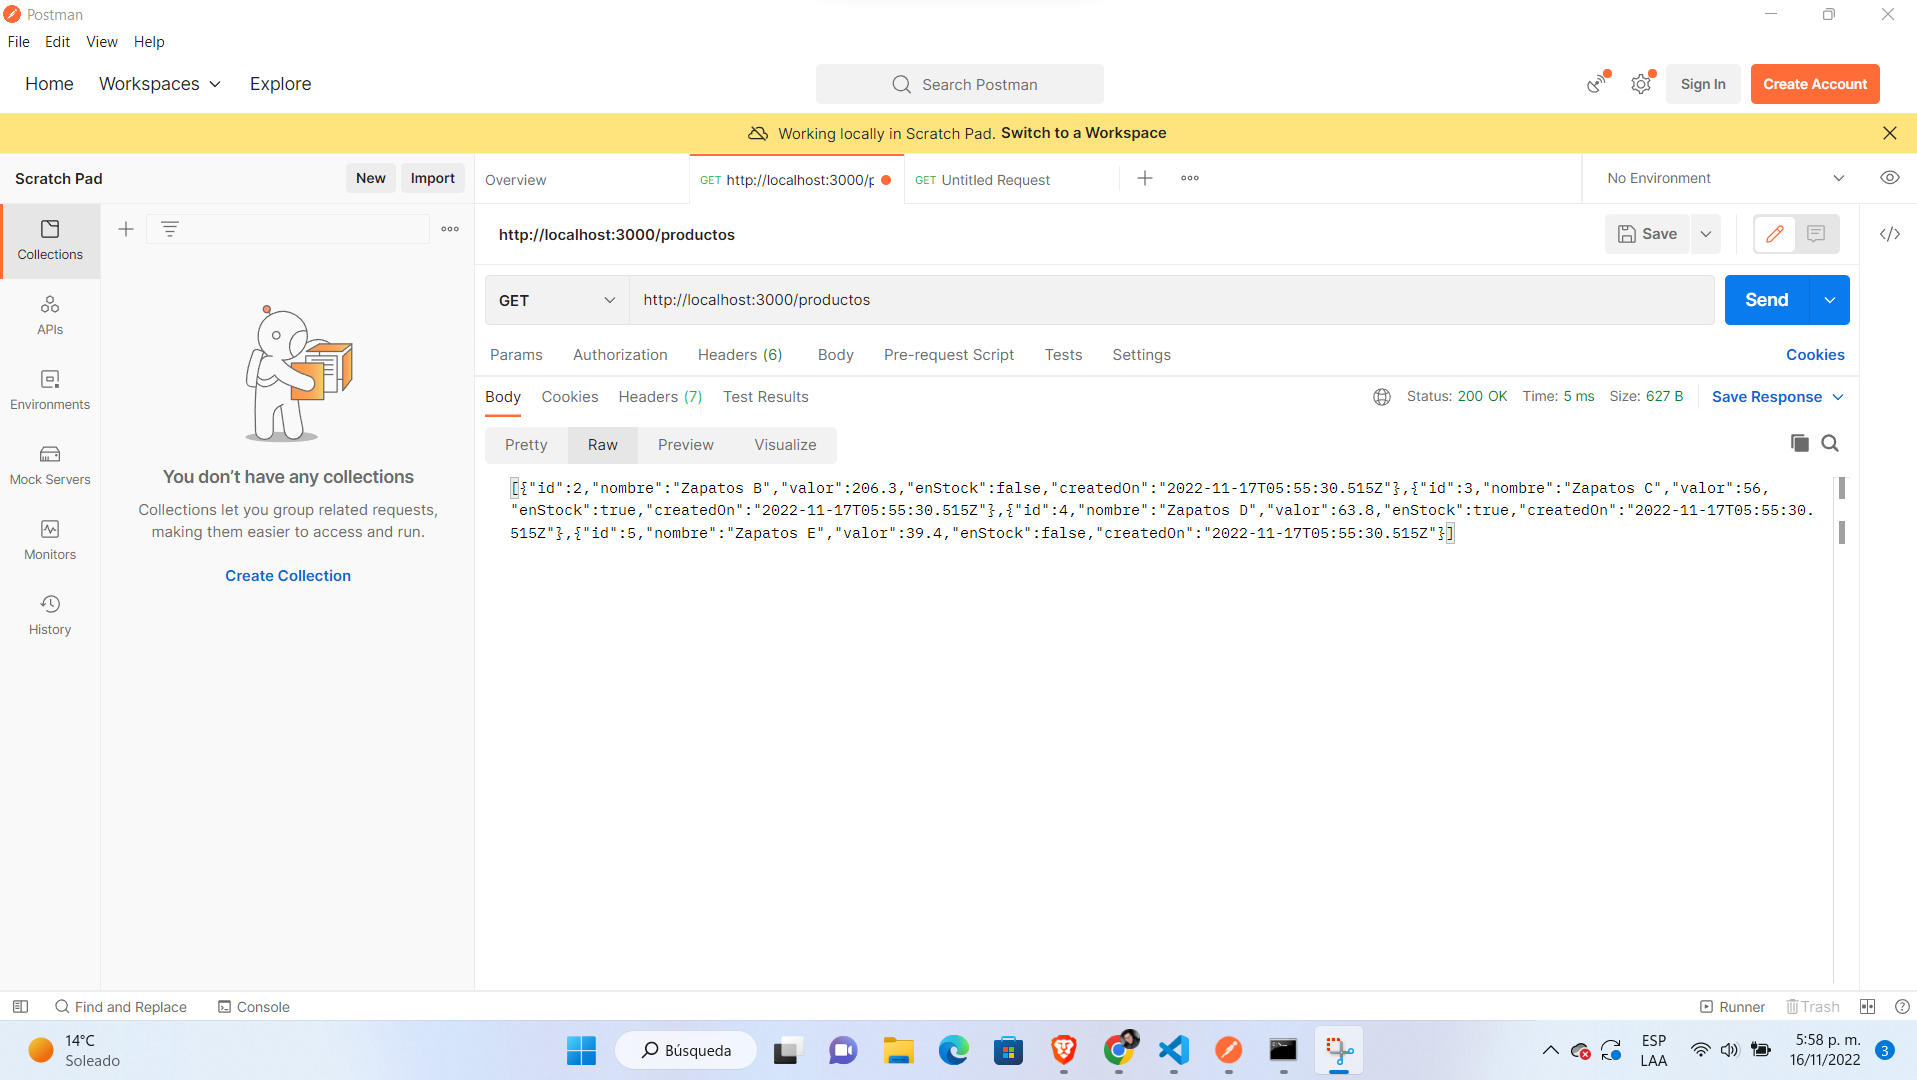 Postman
File Edit View Help
Home Workspaces Explore
Search Postman
Sign In
Create Account
Working locally in Scratch Pad. Switch to a Workspace
Scratch Pad
New
Import
Overview
GET http://localhost:3000/p
GET Untitled Request
No Environment
Collections
APIs
Environments
Mock Servers
Monitors
History
You don’t have any collections
Collections let you group related requests,
making them easier to access and run.
Create Collection
http://localhost:3000/productos
Save
GET
http://localhost:3000/productos
Send
Params Authorization Headers (6) Body Pre-request Script Tests Settings
Cookies
Body Cookies Headers (7) Test Results
Status: 200 OK Time: 5 ms Size: 627 B
Save Response
Pretty Raw Preview Visualize
[{"id":2,"nombre":"Zapatos B","valor":206.3,"enStock":false,"createdOn":"2022-11-17T05:55:30.515Z"},{"id":3,"nombre":"Zapatos C","valor":56,
"enStock":true,"createdOn":"2022-11-17T05:55:30.515Z"},{"id":4,"nombre":"Zapatos D","valor":63.8,"enStock":true,"createdOn":"2022-11-17T05:55:30.
515Z"},{"id":5,"nombre":"Zapatos E","valor":39.4,"enStock":false,"createdOn":"2022-11-17T05:55:30.515Z"}]
Find and Replace
Console
Runner
Trash
14°C
Soleado
Búsqueda
ESP
LAA
5:58 p. m.
16/11/2022
3